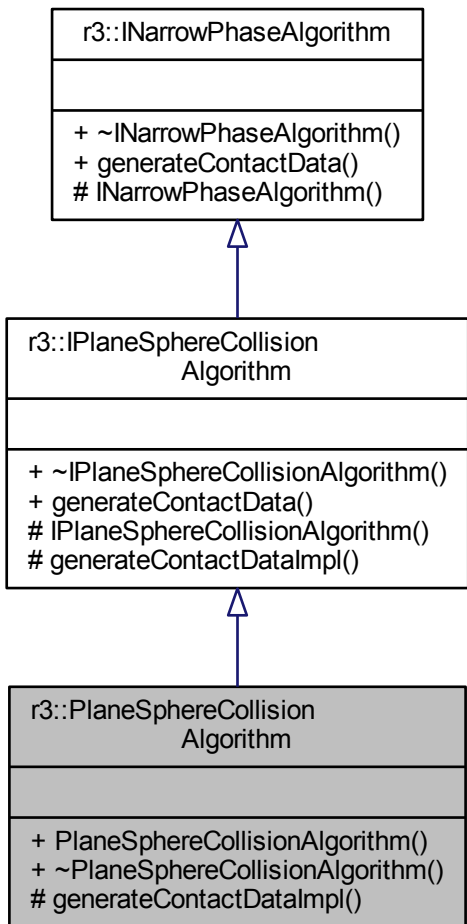 r3::INarrowPhaseAlgorithm
+ ~INarrowPhaseAlgorithm()
+ generateContactData()
# INarrowPhaseAlgorithm()
r3::IPlaneSphereCollision
Algorithm
+ ~IPlaneSphereCollisionAlgorithm()
+ generateContactData()
# IPlaneSphereCollisionAlgorithm()
# generateContactDataImpl()
r3::PlaneSphereCollision
Algorithm
+ PlaneSphereCollisionAlgorithm()
+ ~PlaneSphereCollisionAlgorithm()
# generateContactDataImpl()